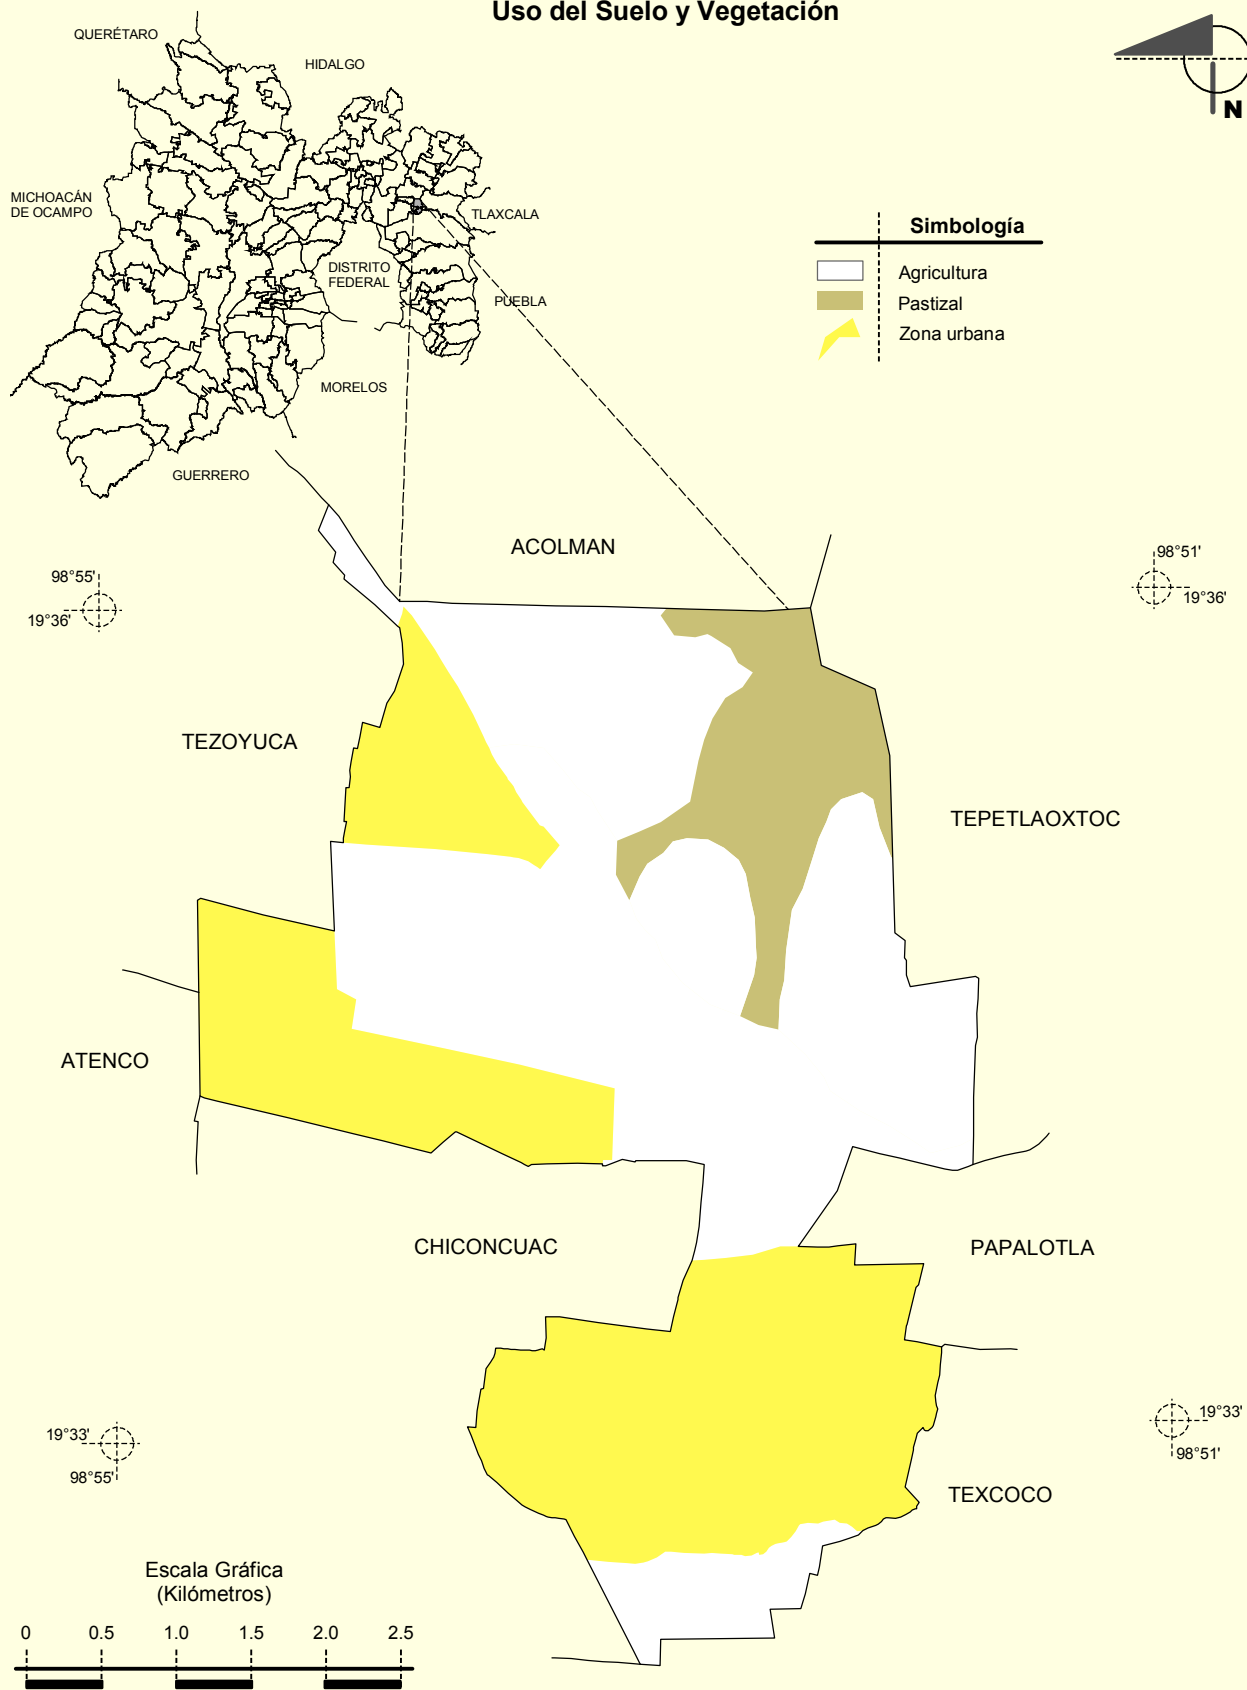 Uso del Suelo y Vegetación
QUERÉTARO
HIDALGO
N
MICHOACÁN
DE OCAMPO
TLAXCALA
DISTRITO
FEDERAL
PUEBLA
MORELOS
GUERRERO
Simbología
Agricultura
Pastizal
Zona urbana
ACOLMAN
98°55'
19°36'
98°51'
19°36'
TEZOYUCA
TEPETLAOXTOC
ATENCO
CHICONCUAC
PAPALOTLA
19°33'
98°55'
19°33'
98°51'
TEXCOCO
Escala Gráfica
(Kilómetros)
0 0.5 1.0 1.5 2.0 2.5